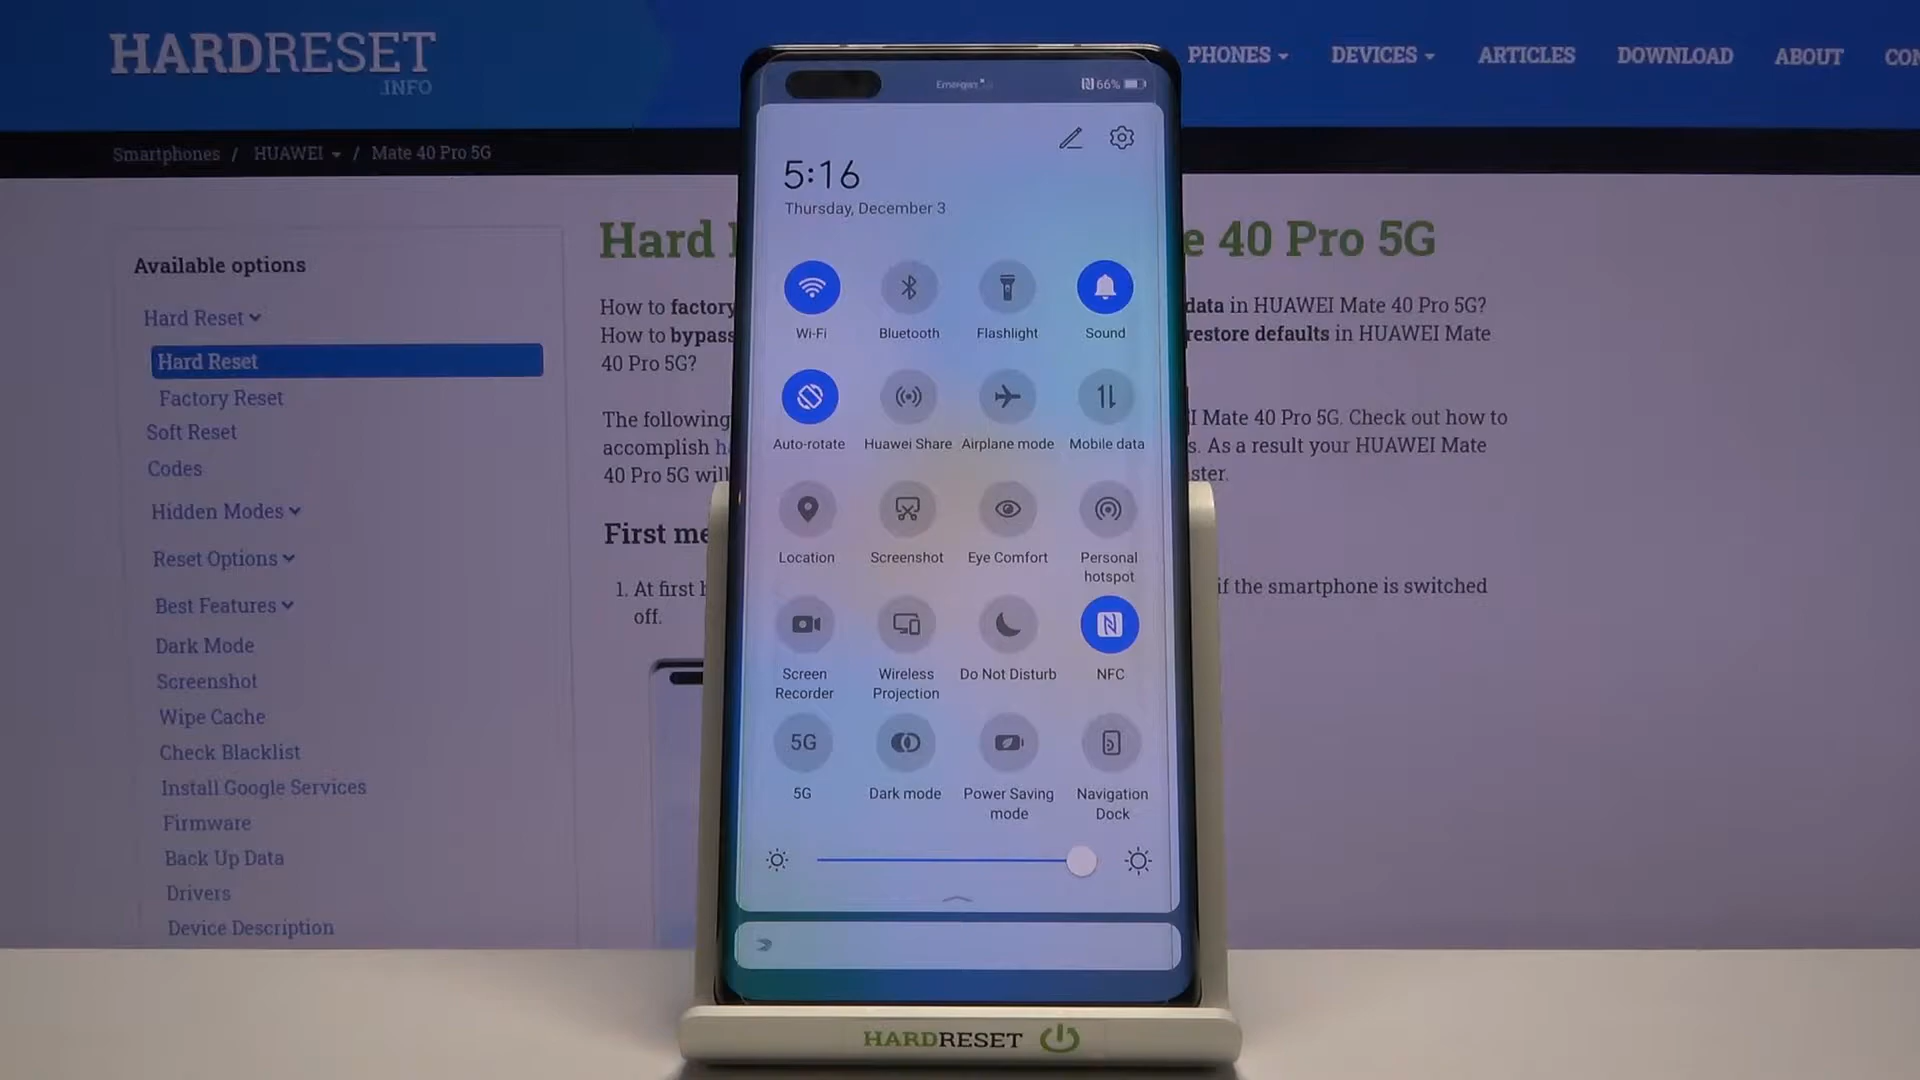 HARDRESET
.INFO
PHONES
DEVICES
ARTICLES
DOWNLOAD
ABOUT
Smartphones / HUAWEI / Mate 40 Pro 5G
Available options
Hard Reset
Hard Reset
Factory Reset
Soft Reset
Codes
Hidden Modes
Reset Options
Best Features
Dark Mode
Screenshot
Wipe Cache
Check Blacklist
Install Google Services
Firmware
Back Up Data
Drivers
Device Description
Hard
40 Pro 5G
How to factory
data in HUAWEI Mate 40 Pro 5G?
How to bypass
restore defaults in HUAWEI Mate
40 Pro 5G?
The following
Mate 40 Pro 5G. Check out how to
accomplish
As a result your HUAWEI Mate
40 Pro 5G will
First
1. At first
if the smartphone is switched
off.
66%
5:16
Thursday, December 3
Wi-Fi
Bluetooth
Flashlight
Sound
Auto-rotate
Huawei Share
Airplane mode
Mobile data
Location
Screenshot
Eye Comfort
Personal
hotspot
Screen
Recorder
Wireless
Projection
Do Not Disturb
NFC
5G
5G
Dark mode
Power Saving
mode
Navigation
Dock
HARDRESET